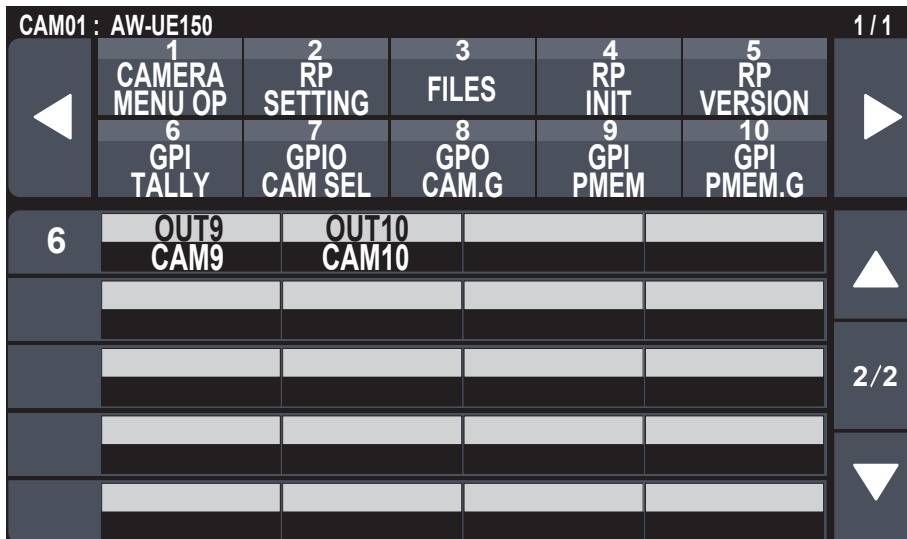 CAM01 : AW-UE150 1 / 1
1 2 3 4 5
CAMERA RP FILES RP RP
MENU OP SETTING INIT VERSION
6 7 8 9 10
GPI GPIO GPO GPI GPI
TALLY CAM SEL CAM.G PMEM PMEM.G
6 OUT9 OUT10
CAM9 CAM10
2/2